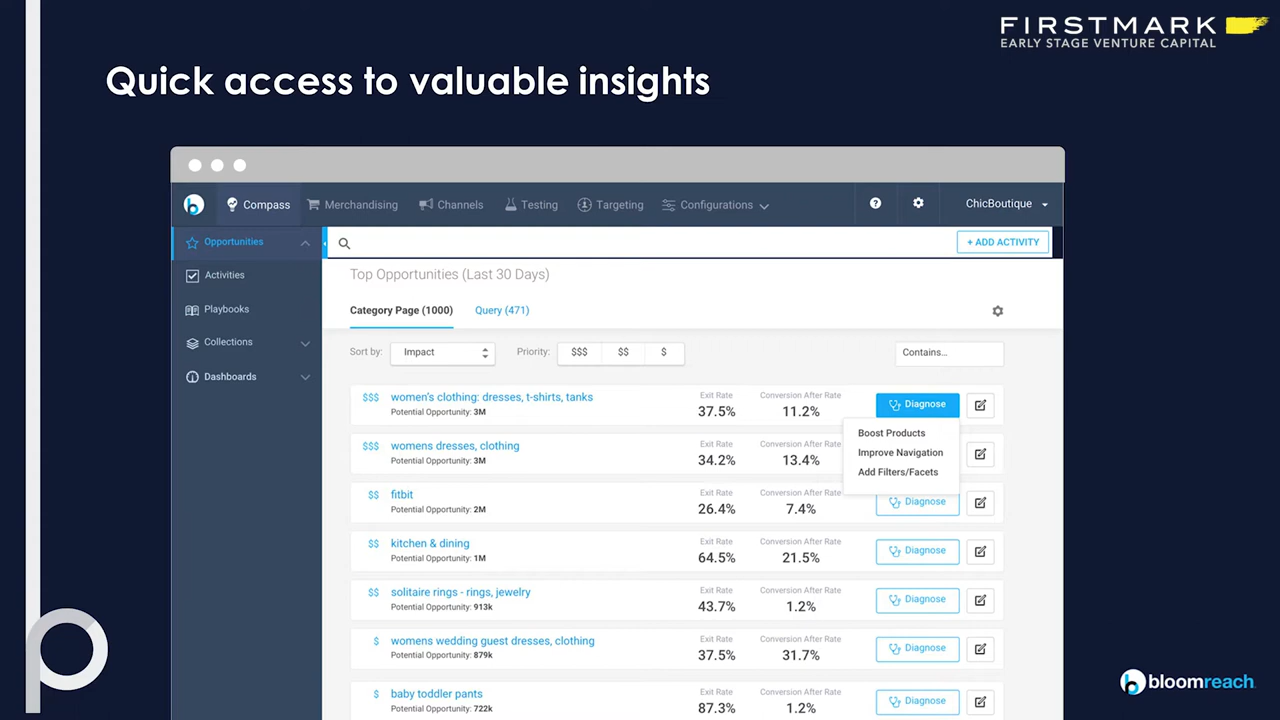 FIRSTMARK
EARLY STAGE VENTURE CAPITAL
Quick access to valuable insights
Compass
Merchandising
Channels
Testing
Targeting
Configurations
ChicBoutique
Opportunities
Activities
Playbooks
Collections
Dashboards
+ ADD ACTIVITY
Top Opportunities (Last 30 Days)
Category Page (1000) Query (471)
Sort by: Impact Priority: $$$ $$ $ Contains...
$$$ women's clothing: dresses, t-shirts, tanks Exit Rate Conversion After Rate Diagnose
Potential Opportunity: 3M 37.5% 11.2%
Boost Products
Improve Navigation
Add Filters/Facets
$$$ womens dresses, clothing Exit Rate Conversion After Rate
Potential Opportunity: 3M 34.2% 13.4%
$$ fitbit Exit Rate Conversion After Rate Diagnose
Potential Opportunity: 2M 26.4% 7.4%
$$ kitchen & dining Exit Rate Conversion After Rate Diagnose
Potential Opportunity: 1M 64.5% 21.5%
$$ solitaire rings - rings, jewelry Exit Rate Conversion After Rate Diagnose
Potential Opportunity: 913k 43.7% 1.2%
$ womens wedding guest dresses, clothing Exit Rate Conversion After Rate Diagnose
Potential Opportunity: 879k 37.5% 31.7%
$ baby toddler pants Exit Rate Conversion After Rate Diagnose
Potential Opportunity: 722k 87.3% 1.2%
bloomreach